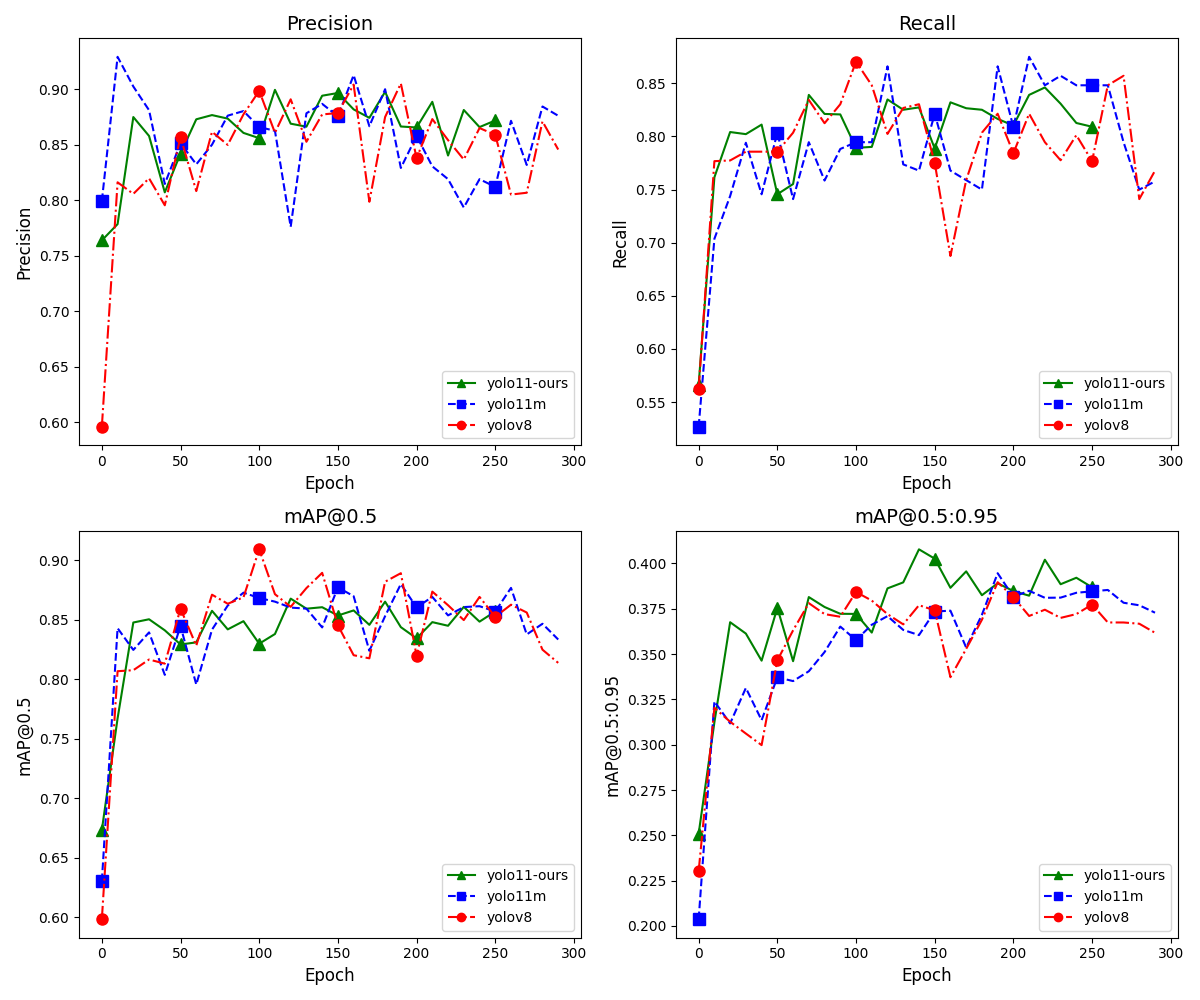 Precision
Precision
0.90
0.85
0.80
0.75
0.70
0.65
0.60
0 50 100 150 200 250 300
Epoch
yolo11-ours
yolo11m
yolov8
Recall
Recall
0.85
0.80
0.75
0.70
0.65
0.60
0.55
0 50 100 150 200 250 300
Epoch
yolo11-ours
yolo11m
yolov8
mAP@0.5
mAP@0.5
0.90
0.85
0.80
0.75
0.70
0.65
0.60
0 50 100 150 200 250 300
Epoch
yolo11-ours
yolo11m
yolov8
mAP@0.5:0.95
mAP@0.5:0.95
0.400
0.375
0.350
0.325
0.300
0.275
0.250
0.225
0.200
0 50 100 150 200 250 300
Epoch
yolo11-ours
yolo11m
yolov8